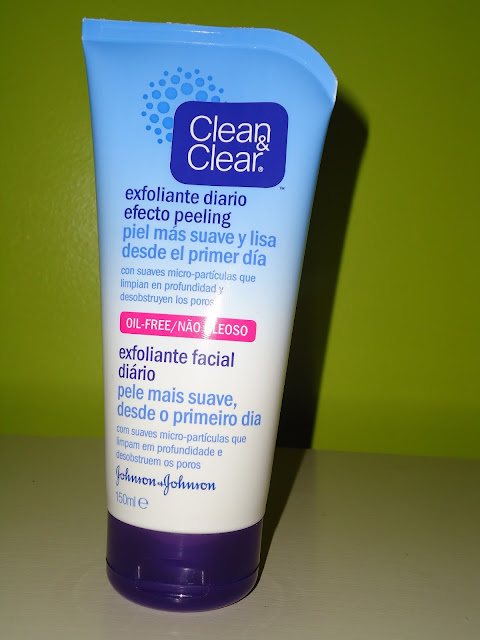 Clean &
Clear®
™
exfoliante diario
efecto peeling
piel más suave y lisa
desde el primer día
con suaves micro-partículas que
limpian en profundidad y
desobstruyen los poros
OIL-FREE/NÃO OLEOSO
exfoliante facial
diário
pele mais suave,
desde o primeiro dia
com suaves micro-partículas que
limpam em profundidade e
desobstruem os poros
Johnson & Johnson
150ml ℮